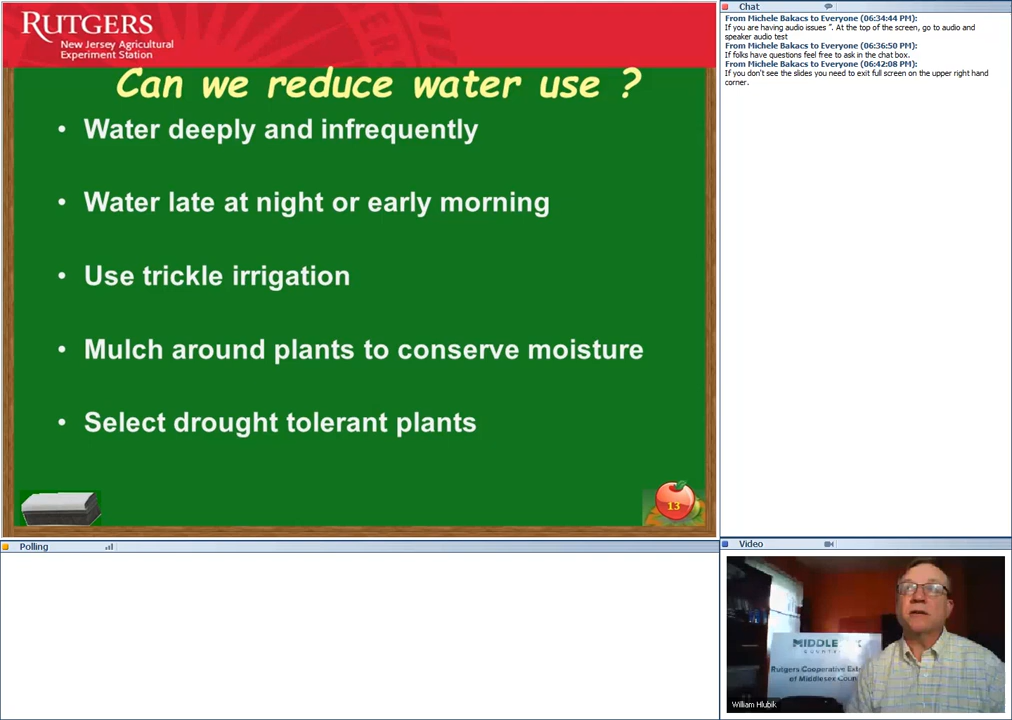 RUTGERS
New Jersey Agricultural
Experiment Station
Can we reduce water use ?
• Water deeply and infrequently
• Water late at night or early morning
• Use trickle irrigation
• Mulch around plants to conserve moisture
• Select drought tolerant plants
13
Chat
From Michele Bakacs to Everyone (06:34:44 PM):
If you are having audio issues ". At the top of the screen, go to audio and
speaker audio test
From Michele Bakacs to Everyone (06:36:50 PM):
If folks have questions feel free to ask in the chat box.
From Michele Bakacs to Everyone (06:42:08 PM):
If you don't see the slides you need to exit full screen on the upper right hand
corner.
Polling
Video
COUNTY
Rutgers Cooperative
of Middlesex
William Hlubik